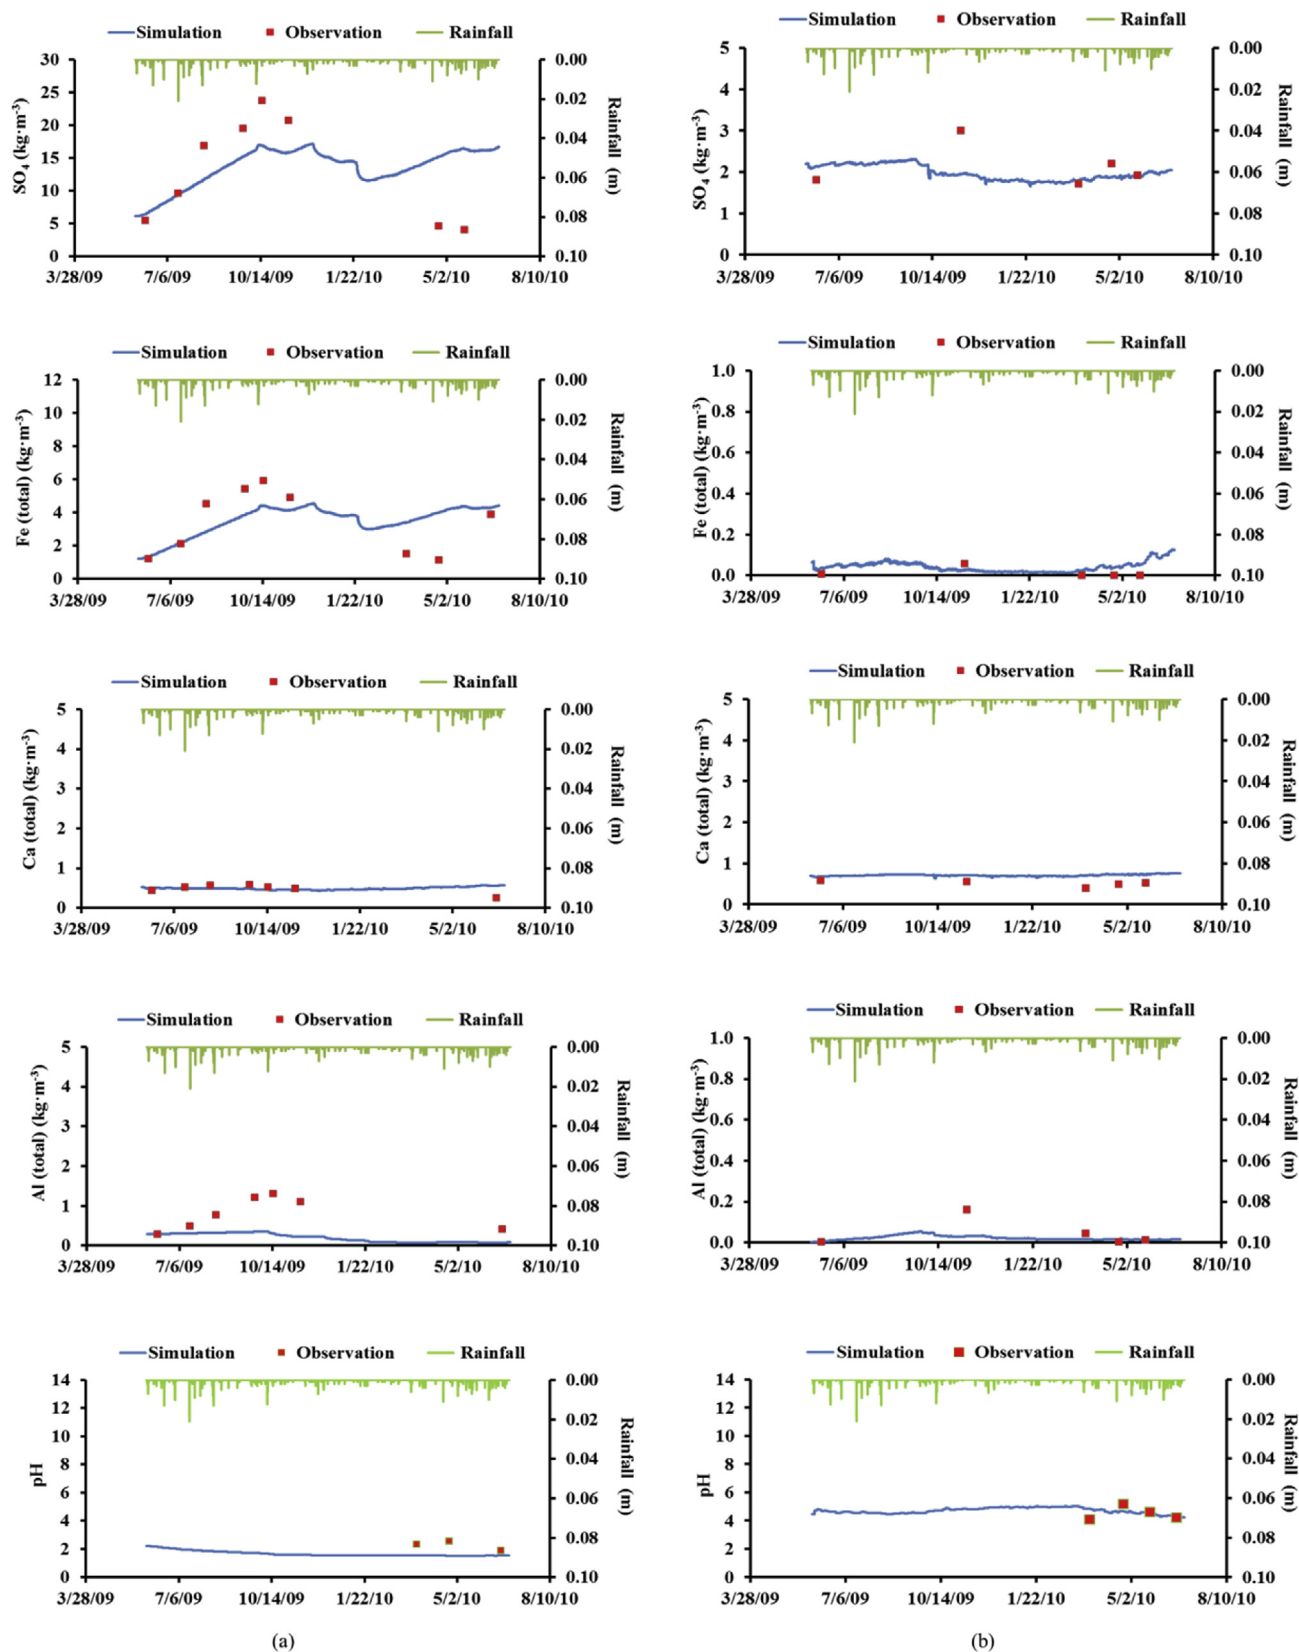 Simulation Observation Rainfall
30 0.00
25 0.02
20 0.04
15 0.06
10 0.08
5
0 0.10
SO4 (kg·m-3)
Rainfall (m)
3/28/09 7/6/09 10/14/09 1/22/10 5/2/10 8/10/10
Simulation Observation Rainfall
5 0.00
4 0.02
3 0.04
2 0.06
1 0.08
0 0.10
SO4 (kg·m-3)
Rainfall (m)
3/28/09 7/6/09 10/14/09 1/22/10 5/2/10 8/10/10
Simulation Observation Rainfall
12 0.00
10 0.02
8 0.04
6 0.06
4 0.08
2
0 0.10
Fe (total) (kg·m-3)
Rainfall (m)
3/28/09 7/6/09 10/14/09 1/22/10 5/2/10 8/10/10
Simulation Observation Rainfall
1.0 0.00
0.8 0.02
0.6 0.04
0.4 0.06
0.2 0.08
0.0 0.10
Fe (total) (kg·m-3)
Rainfall (m)
3/28/09 7/6/09 10/14/09 1/22/10 5/2/10 8/10/10
Simulation Observation Rainfall
5 0.00
4 0.02
3 0.04
2 0.06
1 0.08
0 0.10
Ca (total) (kg·m-3)
Rainfall (m)
3/28/09 7/6/09 10/14/09 1/22/10 5/2/10 8/10/10
Simulation Observation Rainfall
5 0.00
4 0.02
3 0.04
2 0.06
1 0.08
0 0.10
Ca (total) (kg·m-3)
Rainfall (m)
3/28/09 7/6/09 10/14/09 1/22/10 5/2/10 8/10/10
Simulation Observation Rainfall
5 0.00
4 0.02
3 0.04
2 0.06
1 0.08
0 0.10
Al (total) (kg·m-3)
Rainfall (m)
3/28/09 7/6/09 10/14/09 1/22/10 5/2/10 8/10/10
Simulation Observation Rainfall
1.0 0.00
0.8 0.02
0.6 0.04
0.4 0.06
0.2 0.08
0.0 0.10
Al (total) (kg·m-3)
Rainfall (m)
3/28/09 7/6/09 10/14/09 1/22/10 5/2/10 8/10/10
Simulation Observation Rainfall
14 0.00
12 0.02
10 0.04
8 0.06
6 0.08
4
2
0 0.10
pH
Rainfall (m)
3/28/09 7/6/09 10/14/09 1/22/10 5/2/10 8/10/10
(a)
Simulation Observation Rainfall
14 0.00
12 0.02
10 0.04
8 0.06
6 0.08
4
2
0 0.10
pH
Rainfall (m)
3/28/09 7/6/09 10/14/09 1/22/10 5/2/10 8/10/10
(b)